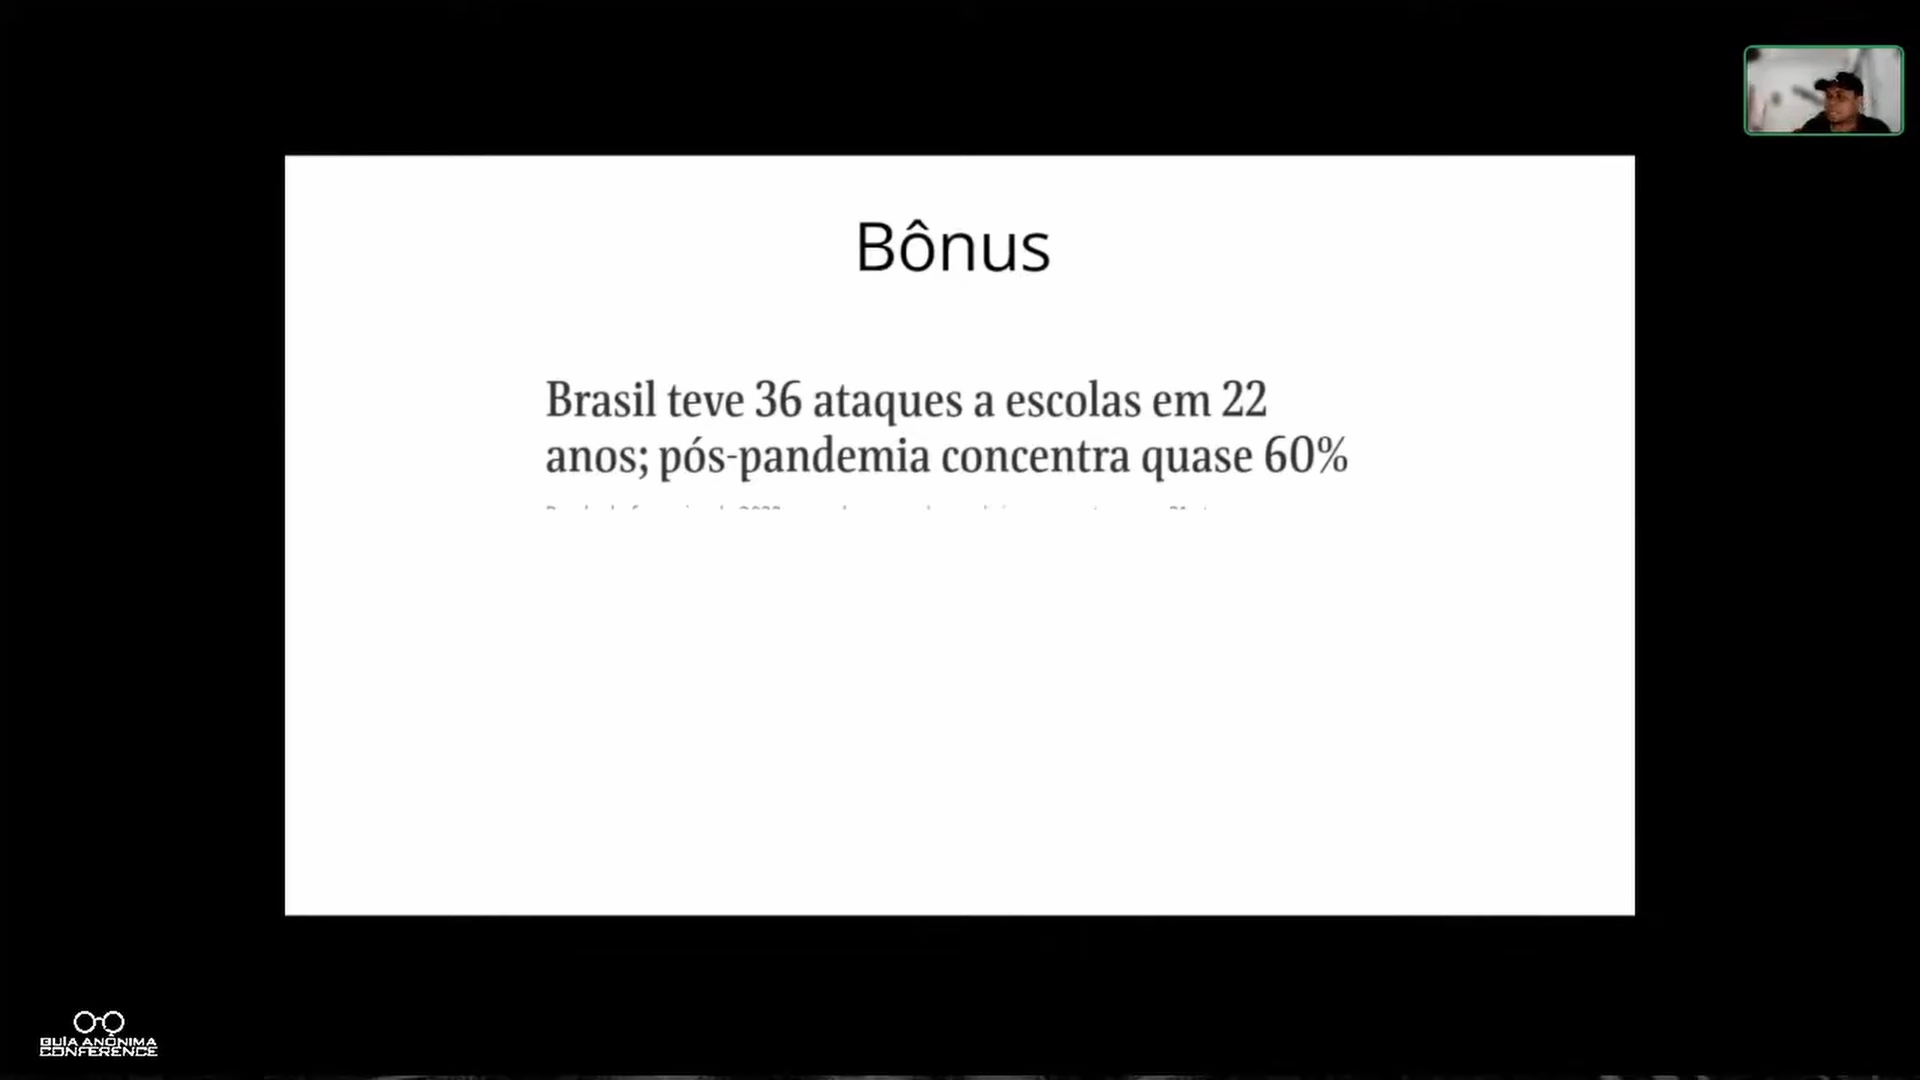 Bônus
Brasil teve 36 ataques a escolas em 22
anos; pós-pandemia concentra quase 60%
GUIA ANÔNIMA
CONFERENCE